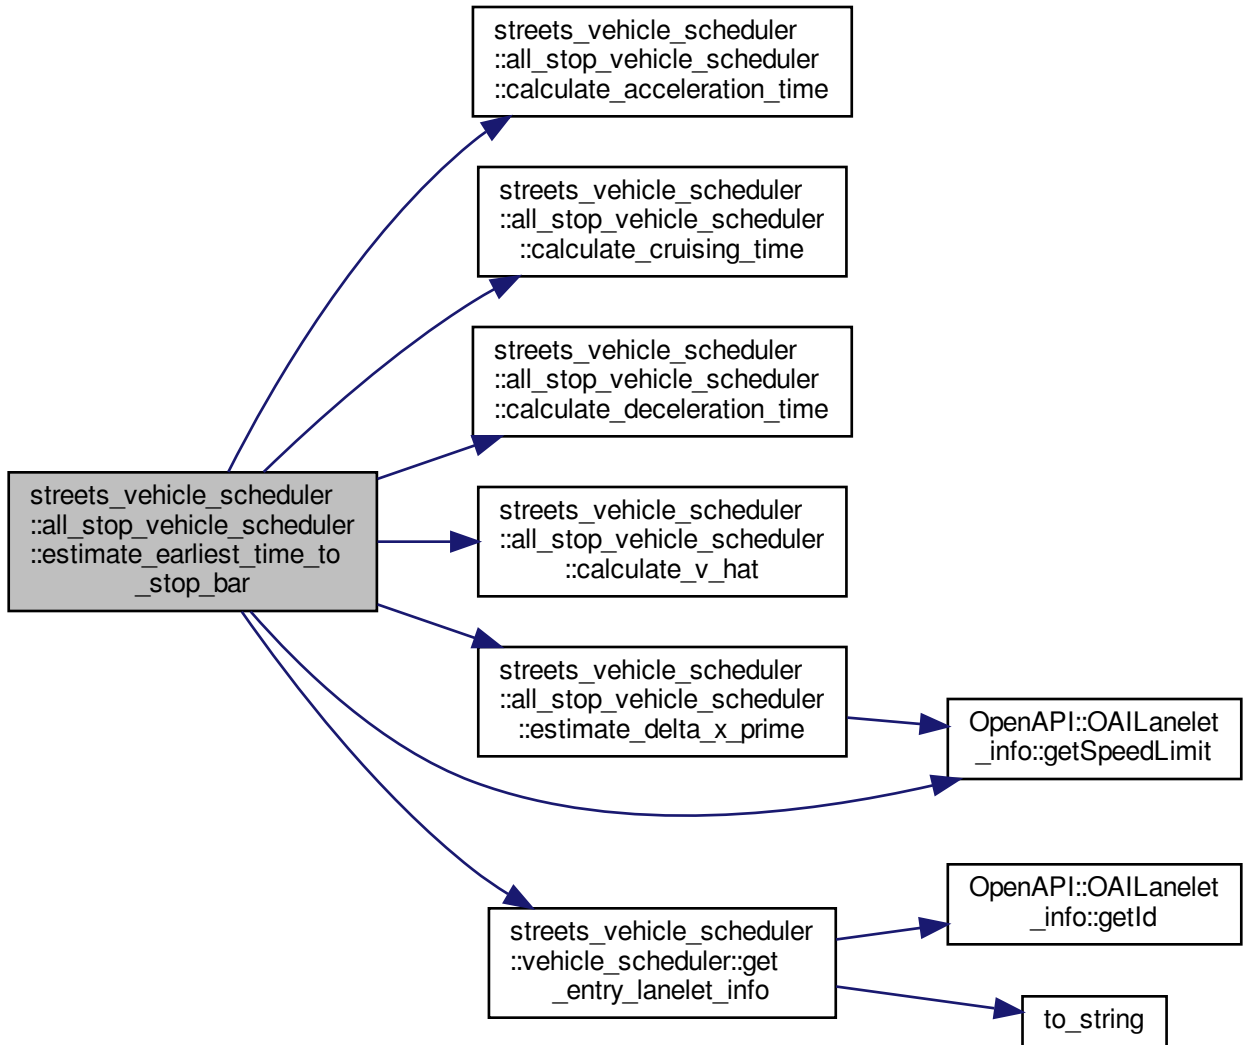 streets_vehicle_scheduler
::all_stop_vehicle_scheduler
::calculate_acceleration_time
streets_vehicle_scheduler
::all_stop_vehicle_scheduler
::calculate_cruising_time
streets_vehicle_scheduler
::all_stop_vehicle_scheduler
::calculate_deceleration_time
streets_vehicle_scheduler
::all_stop_vehicle_scheduler
::estimate_earliest_time_to
_stop_bar
streets_vehicle_scheduler
::all_stop_vehicle_scheduler
::calculate_v_hat
streets_vehicle_scheduler
::all_stop_vehicle_scheduler
::estimate_delta_x_prime
OpenAPI::OAILanelet
_info::getSpeedLimit
streets_vehicle_scheduler
::vehicle_scheduler::get
_entry_lanelet_info
OpenAPI::OAILanelet
_info::getId
to_string